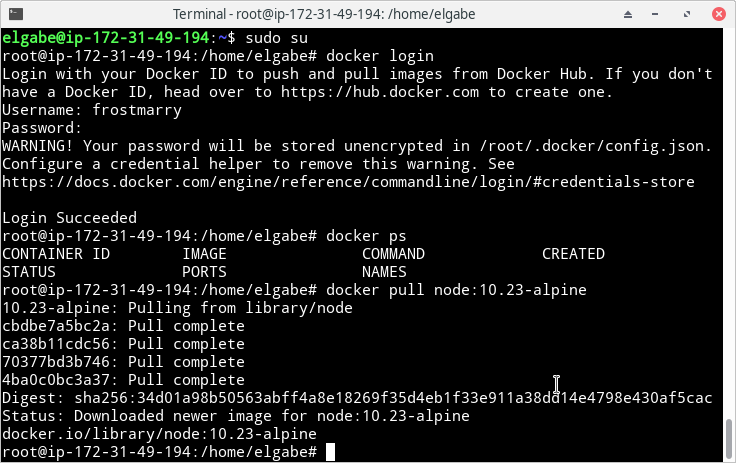 Terminal - root@ip-172-31-49-194: /home/elgabe
elgabe@ip-172-31-49-194:~$ sudo su
root@ip-172-31-49-194:/home/elgabe# docker login
Login with your Docker ID to push and pull images from Docker Hub. If you don't
have a Docker ID, head over to https://hub.docker.com to create one.
Username: frostmarry
Password:
WARNING! Your password will be stored unencrypted in /root/.docker/config.json.
Configure a credential helper to remove this warning. See
https://docs.docker.com/engine/reference/commandline/login/#credentials-store

Login Succeeded
root@ip-172-31-49-194:/home/elgabe# docker ps
CONTAINER ID        IMAGE               COMMAND             CREATED
STATUS              PORTS               NAMES
root@ip-172-31-49-194:/home/elgabe# docker pull node:10.23-alpine
10.23-alpine: Pulling from library/node
cbdbe7a5bc2a: Pull complete
ca38b11cdc56: Pull complete
70377bd3b746: Pull complete
4ba0c0bc3a37: Pull complete
Digest: sha256:34d01a98b50563abff4a8e18269f35d4eb1f33e911a38dd14e4798e430af5cac
Status: Downloaded newer image for node:10.23-alpine
docker.io/library/node:10.23-alpine
root@ip-172-31-49-194:/home/elgabe#